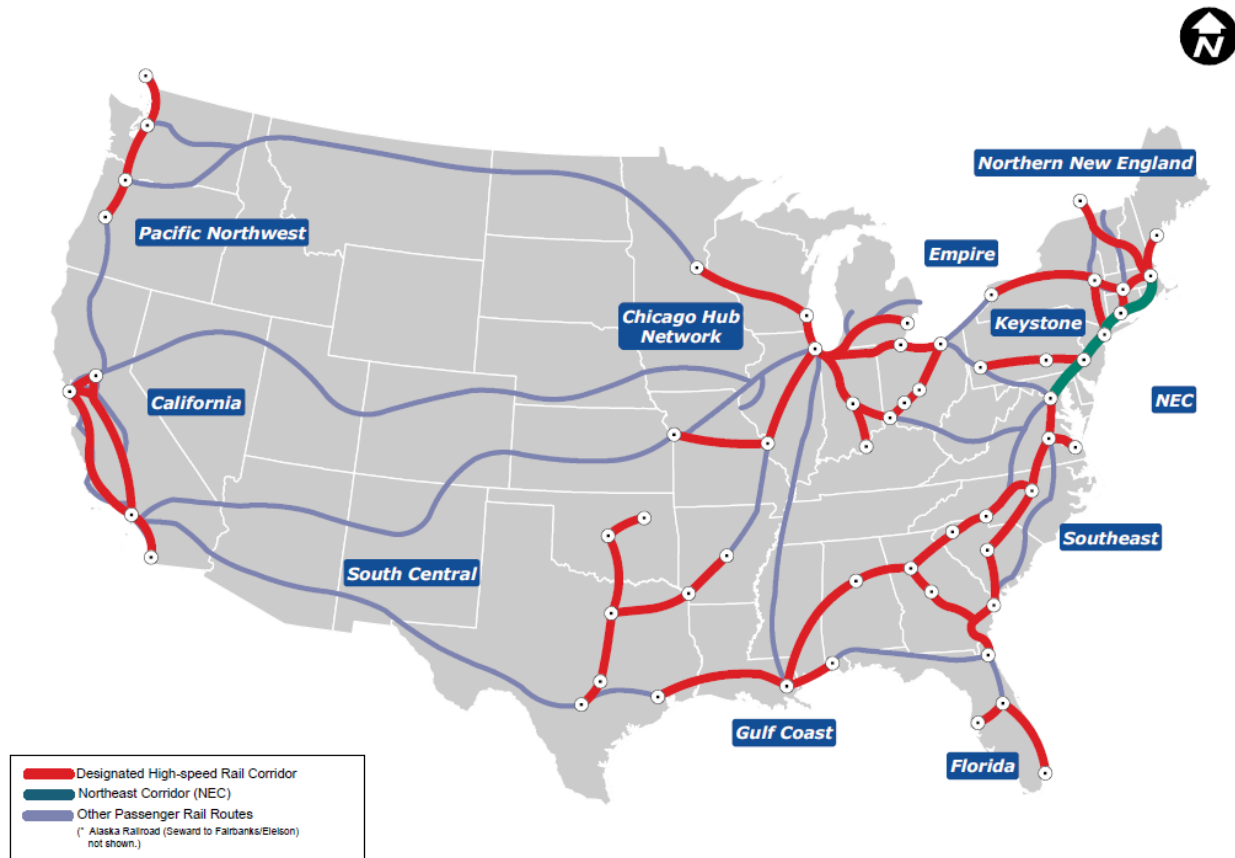 N
Northern New England
Pacific Northwest
Empire
Chicago Hub
Network
Keystone
California
NEC
Southeast
South Central
Gulf Coast
Florida
Designated High-speed Rail Corridor
Northeast Corridor (NEC)
Other Passenger Rail Routes
(* Alaska Railroad (Seward to Fairbanks/Eielson)
not shown.)